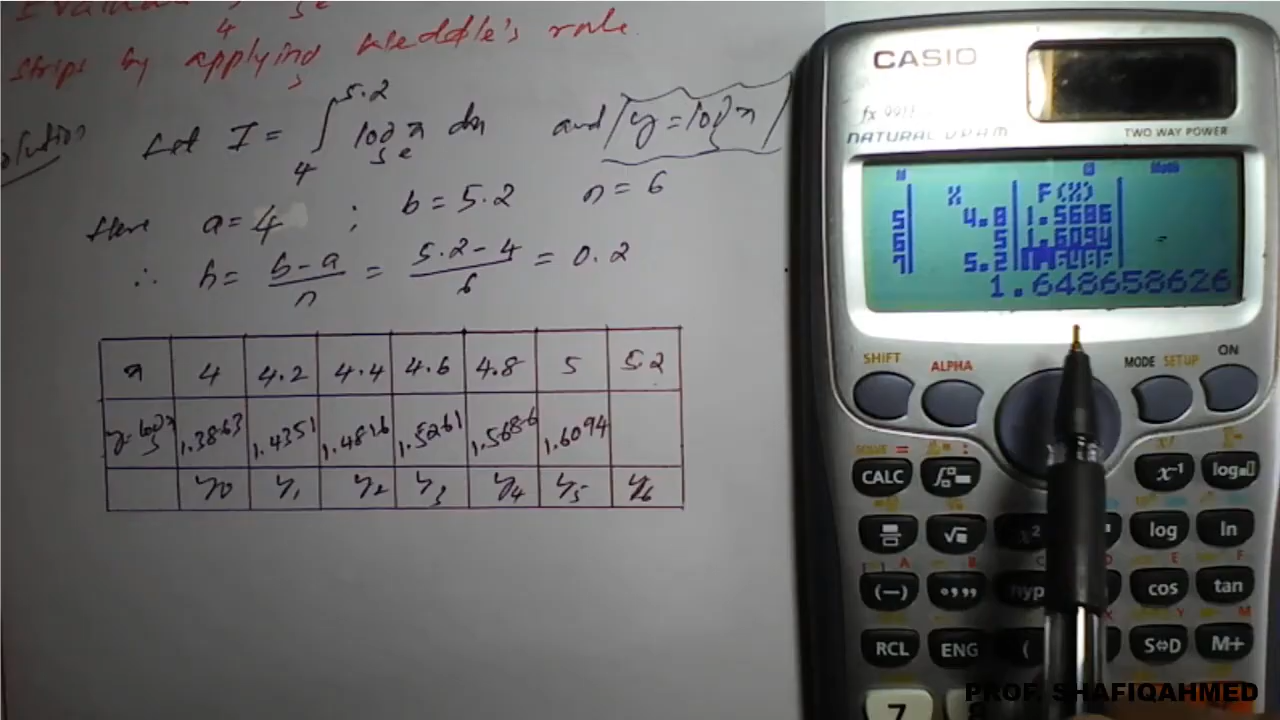 strips by applying weddle's rule
Solution Let I = ∫₄^5.2 logₑ x dx and y = logₑ x
Here a = 4 ; b = 5.2 n = 6
∴ h = (b - a)/n = (5.2 - 4)/6 = 0.2
x 4 4.2 4.4 4.6 4.8 5 5.2
1.3863 1.4351 1.4816 1.5261 1.5686 1.6094
y0 y1 y2 y3 y4 y5 y6
CASIO
NATURAL-V.P.A.M.
TWO WAY POWER
Math
X F(X)
5 4.8 1.5686
6 5 1.6094
7 5.2
1.648658626
SHIFT ALPHA MODE SETUP ON
CALC x⁻¹ log
log ln
(−) hyp cos tan
RCL ENG ( S⇔D M+
7
PROF. SHAFIQAHMED